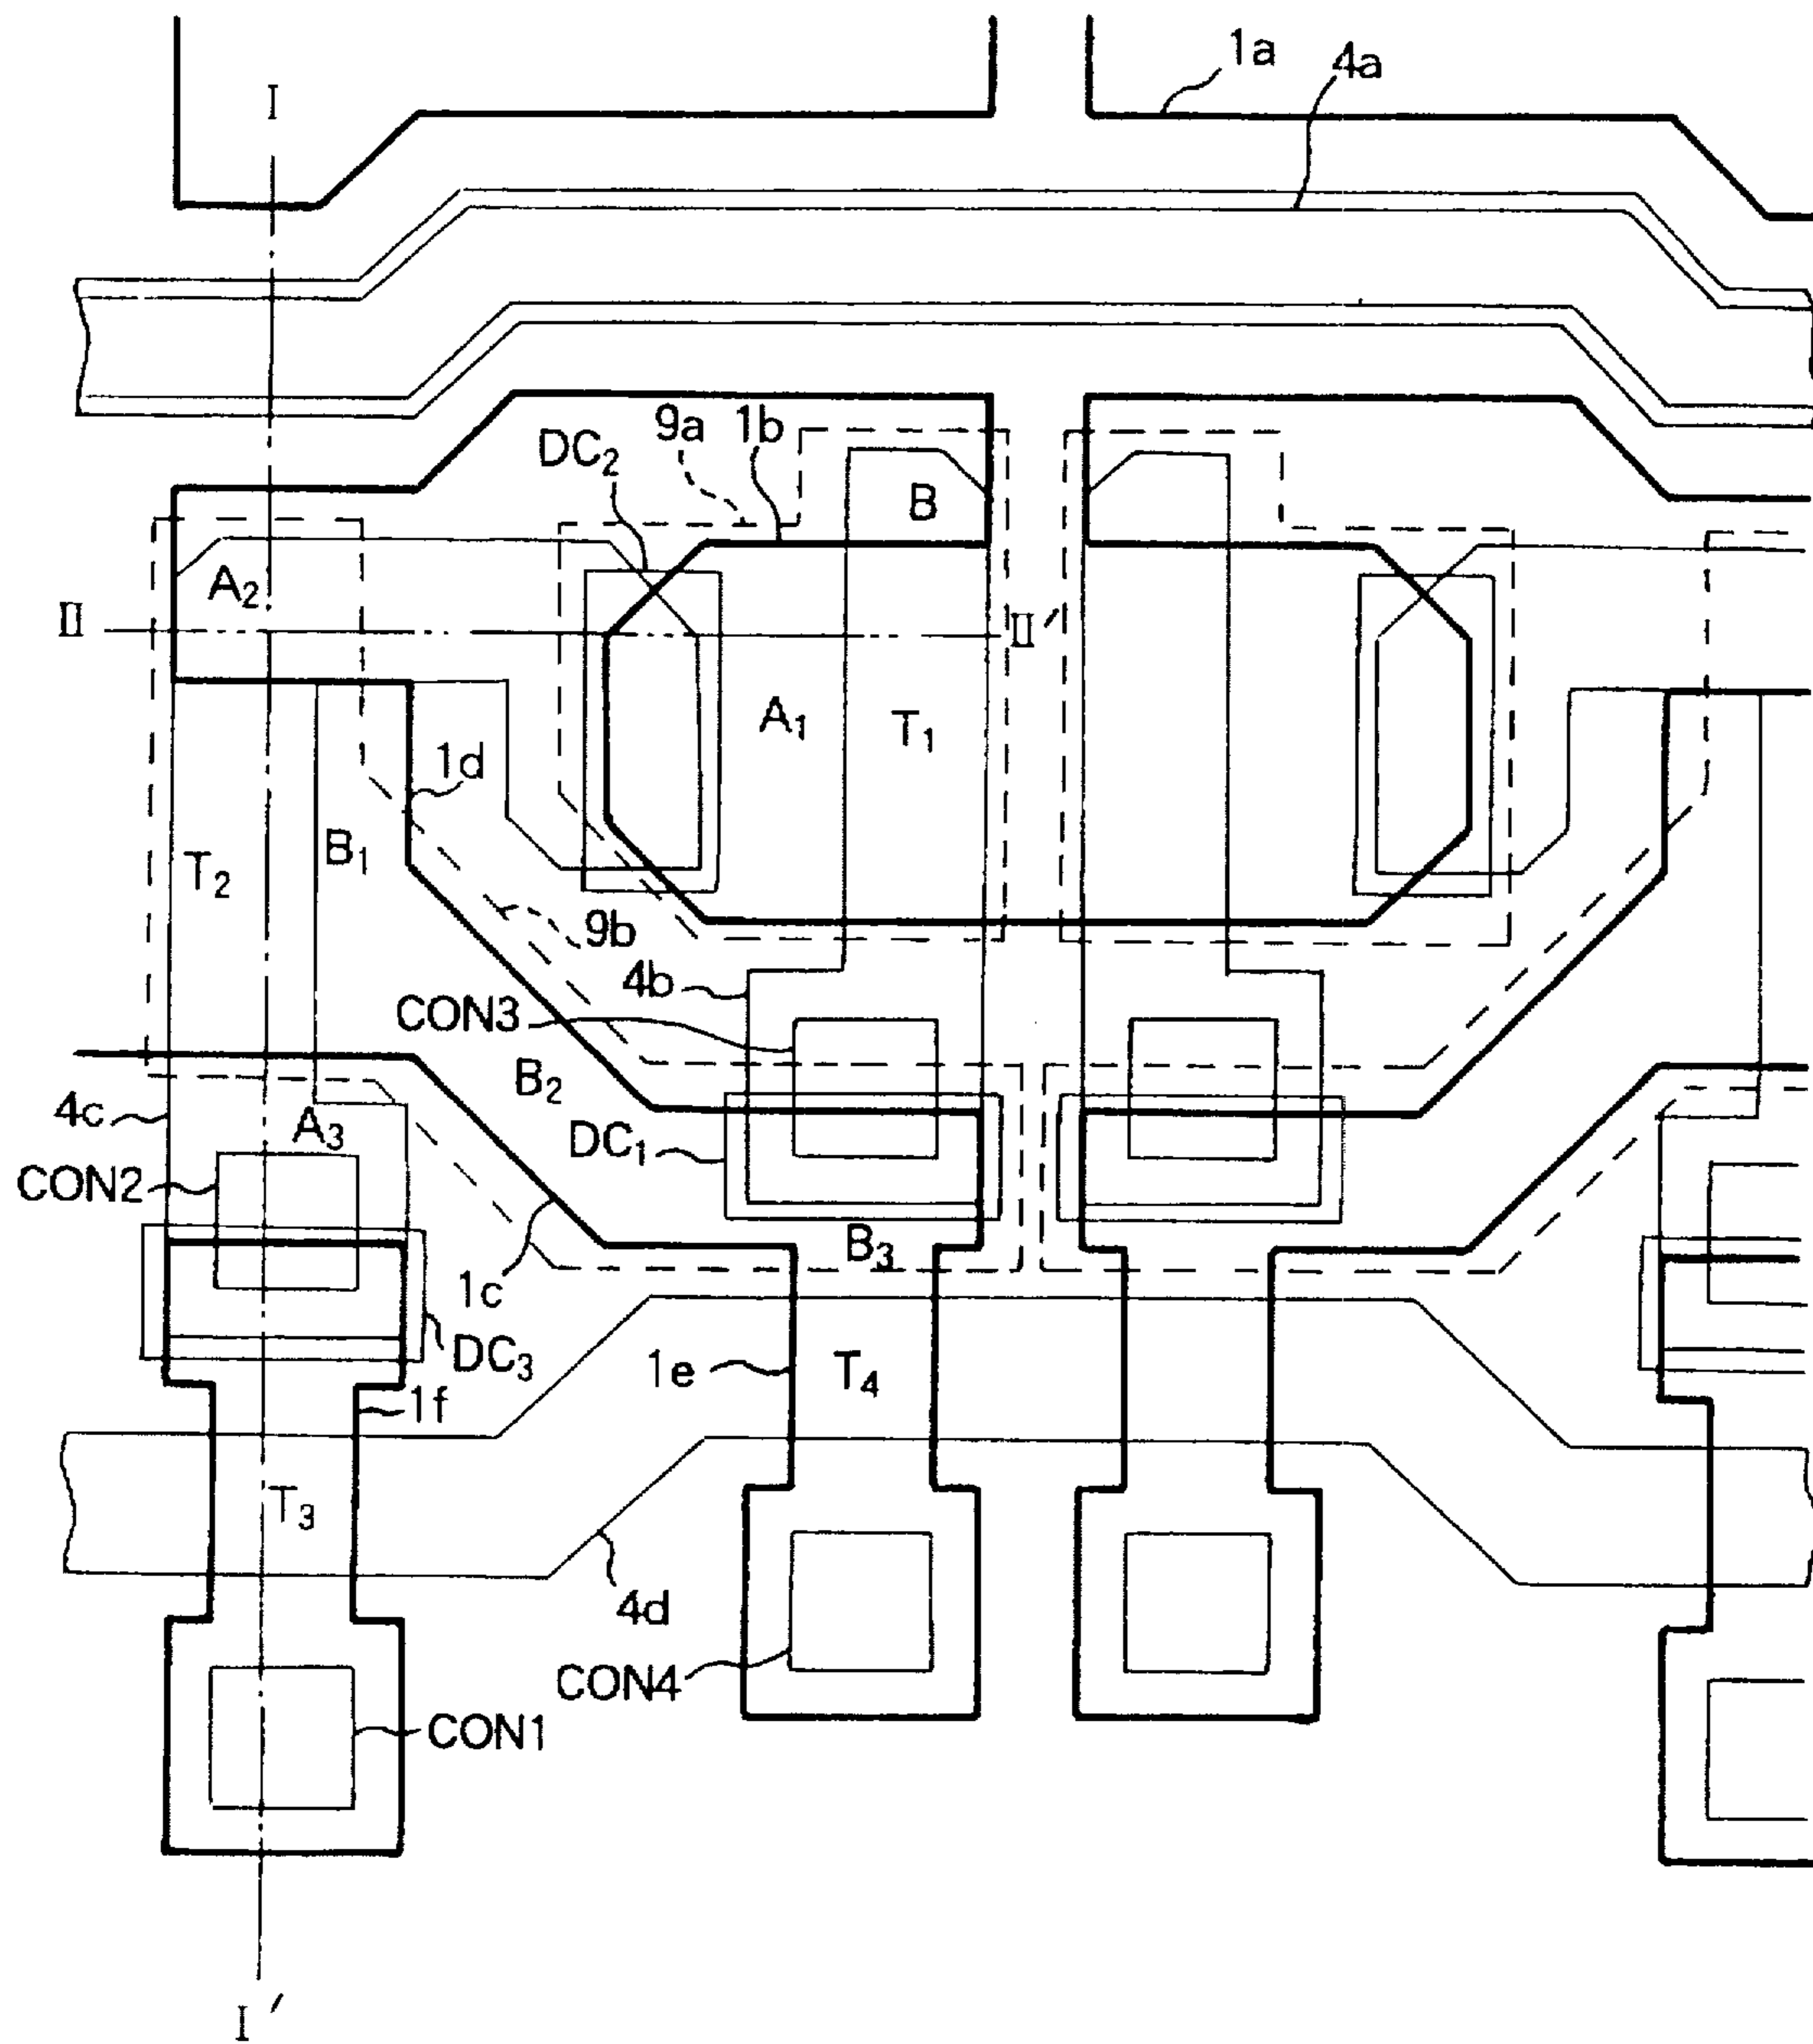 1a
4a
I
9a
1b
DC₂
B
A₂
II
II'
A₁
T₁
1d
B₁
T₂
9b
4b
CON3
B₂
4c
A₃
DC₁
CON2
B₃
1c
DC₃
1e
T₄
1f
T₃
4d
CON4
CON1
I'